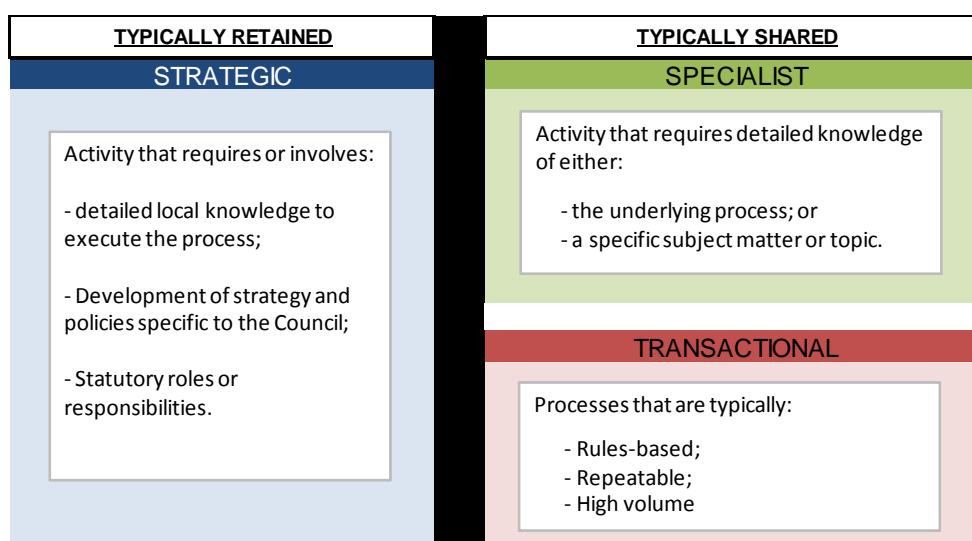 TYPICALLY RETAINED
STRATEGIC
Activity that requires or involves:
- detailed local knowledge to
execute the process;
- Development of strategy and
policies specific to the Council;
- Statutory roles or
responsibilities.
TYPICALLY SHARED
SPECIALIST
Activity that requires detailed knowledge
of either:
- the underlying process; or
- a specific subject matter or topic.
TRANSACTIONAL
Processes that are typically:
- Rules-based;
- Repeatable;
- High volume